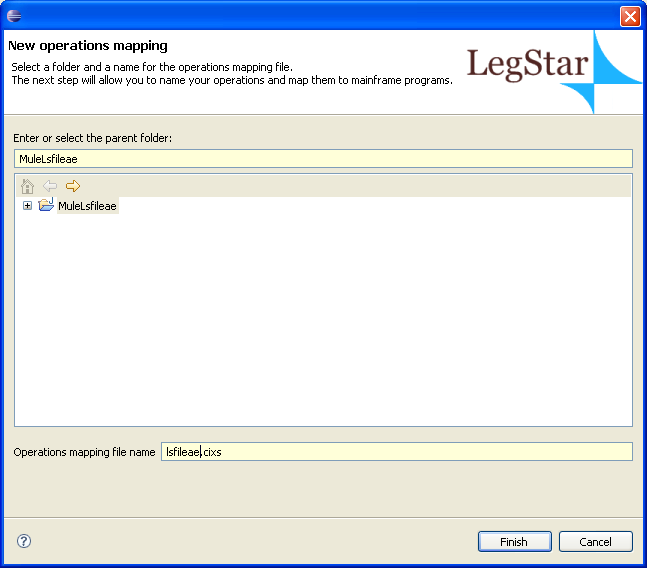 New operations mapping
Select a folder and a name for the operations mapping file.
The next step will allow you to name your operations and map them to mainframe programs.
LegStar
Enter or select the parent folder:
MuleLsfileae
MuleLsfileae
Operations mapping file name lsfileae.cixs
Finish Cancel